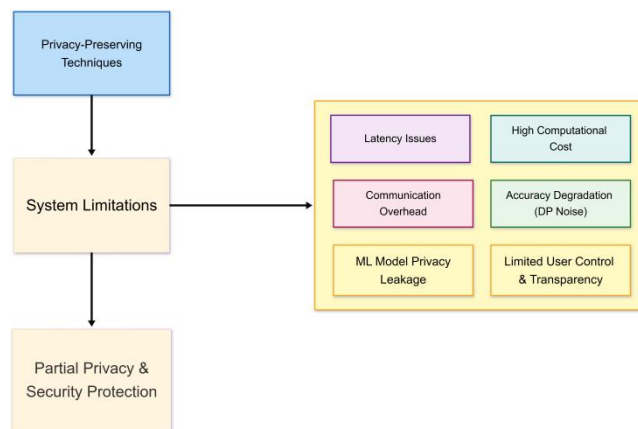 Privacy-Preserving
Techniques
System Limitations
Partial Privacy &
Security Protection
Latency Issues
High Computational
Cost
Communication
Overhead
Accuracy Degradation
(DP Noise)
ML Model Privacy
Leakage
Limited User Control
& Transparency